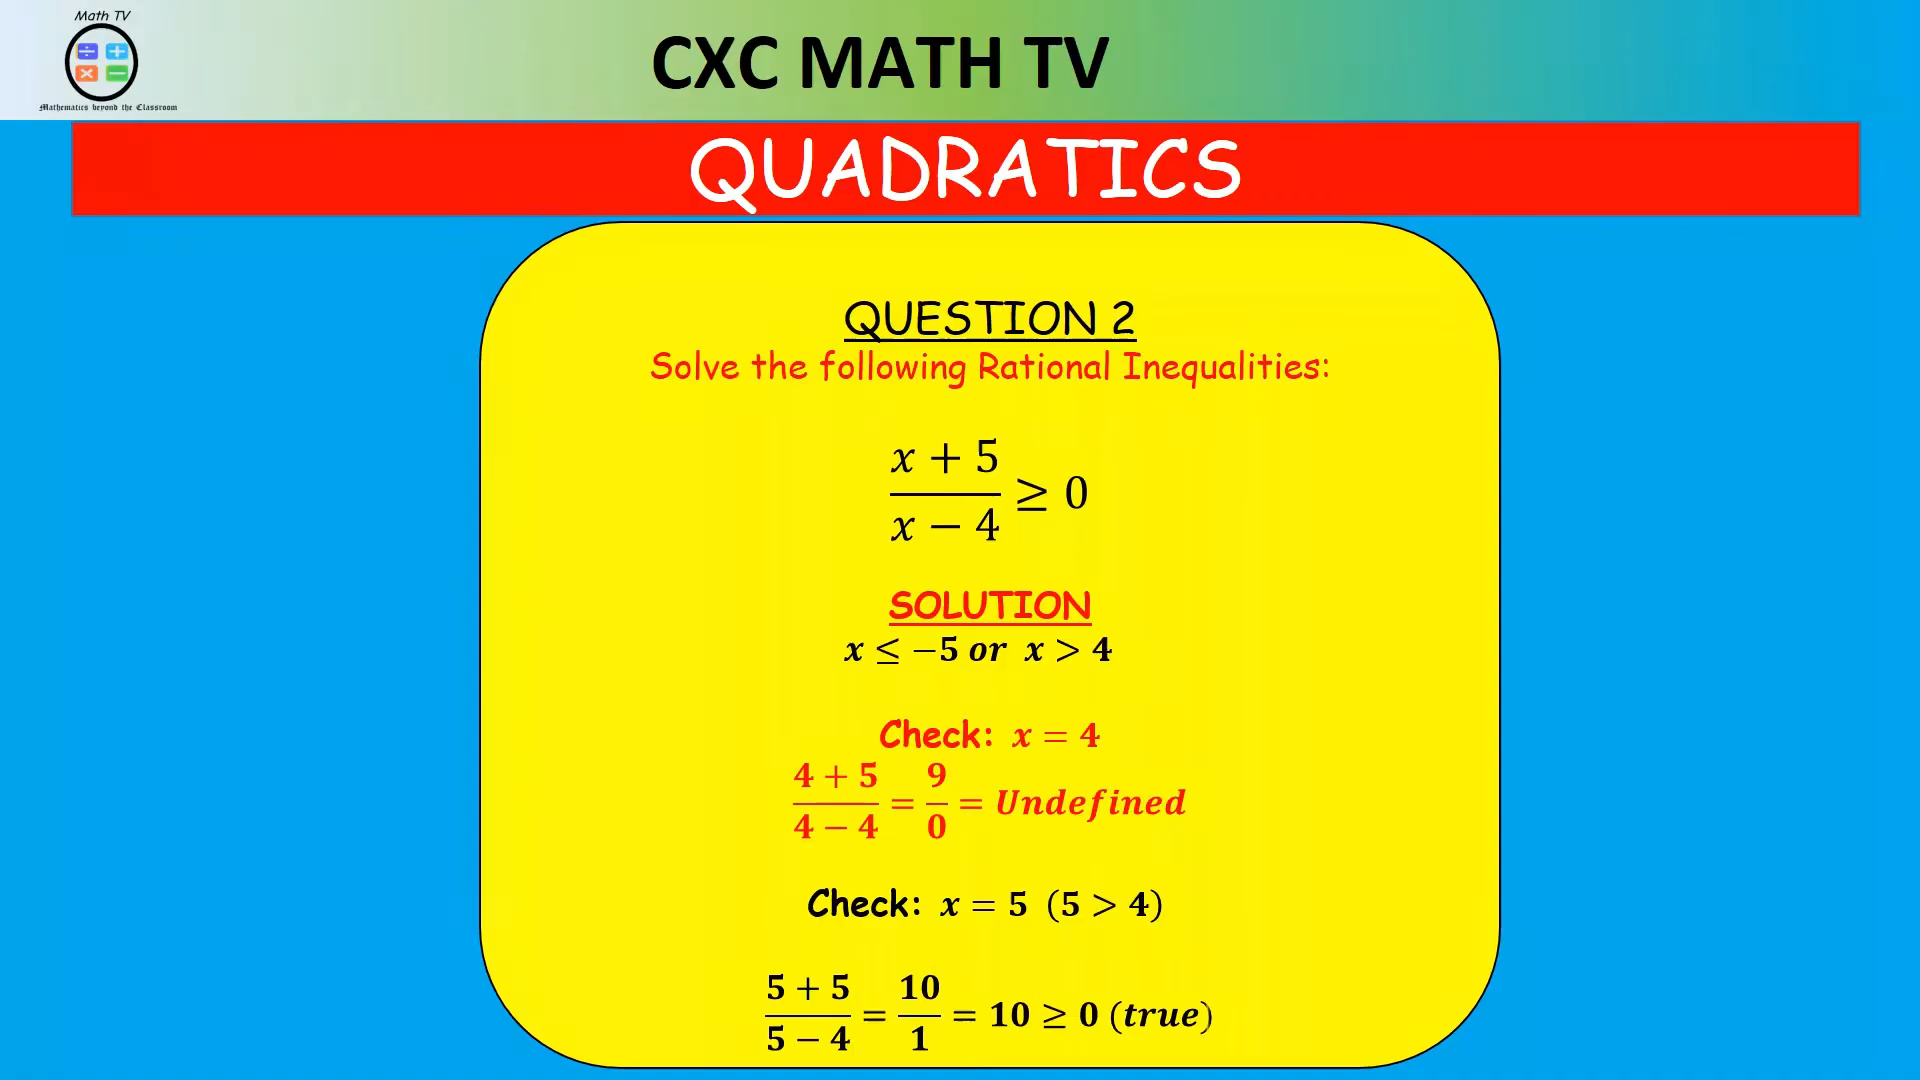 Math TV
Mathematics beyond the Classroom
CXC MATH TV
QUADRATICS
QUESTION 2
Solve the following Rational Inequalities:
(x + 5)/(x − 4) ≥ 0
SOLUTION
x ≤ −5 or x > 4
Check: x = 4
(4 + 5)/(4 − 4) = 9/0 = Undefined
Check: x = 5 (5 > 4)
(5 + 5)/(5 − 4) = 10/1 = 10 ≥ 0 (true)